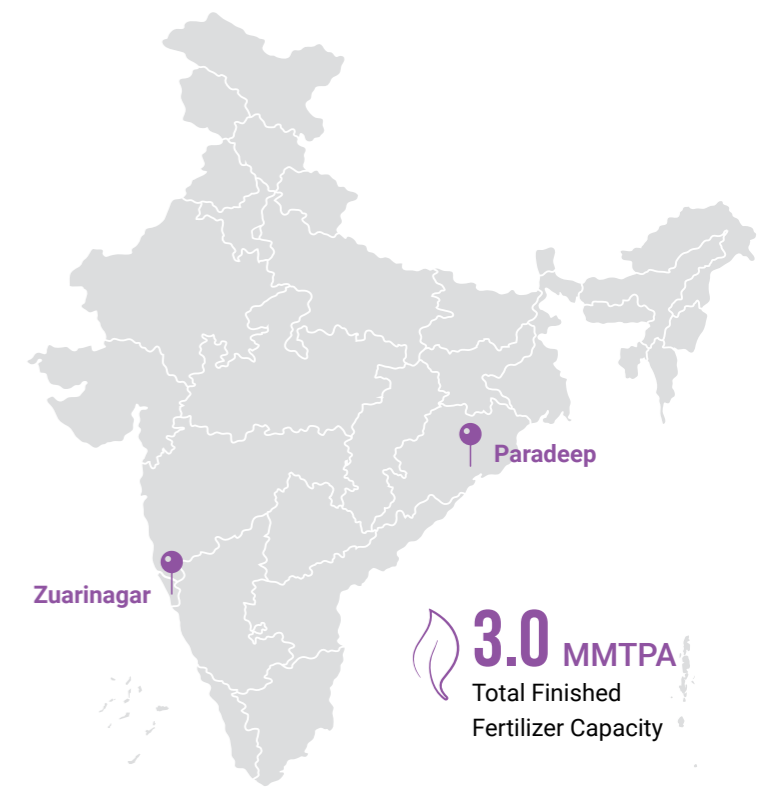 Paradeep
Zuarinagar
3.0 MMTPA
Total Finished
Fertilizer Capacity